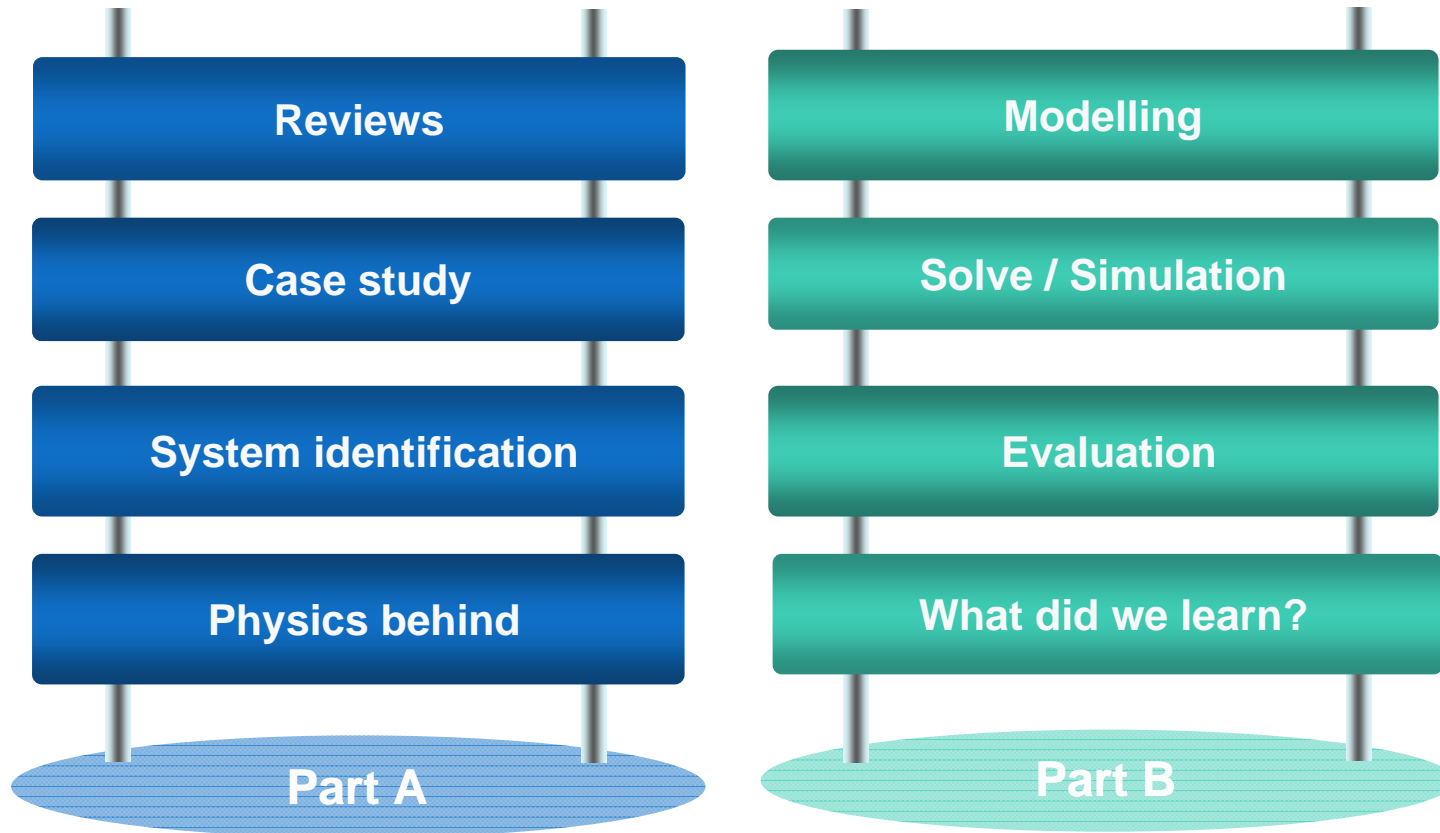 Reviews
Case study
System identification
Physics behind
Part A
Modelling
Solve / Simulation
Evaluation
What did we learn?
Part B